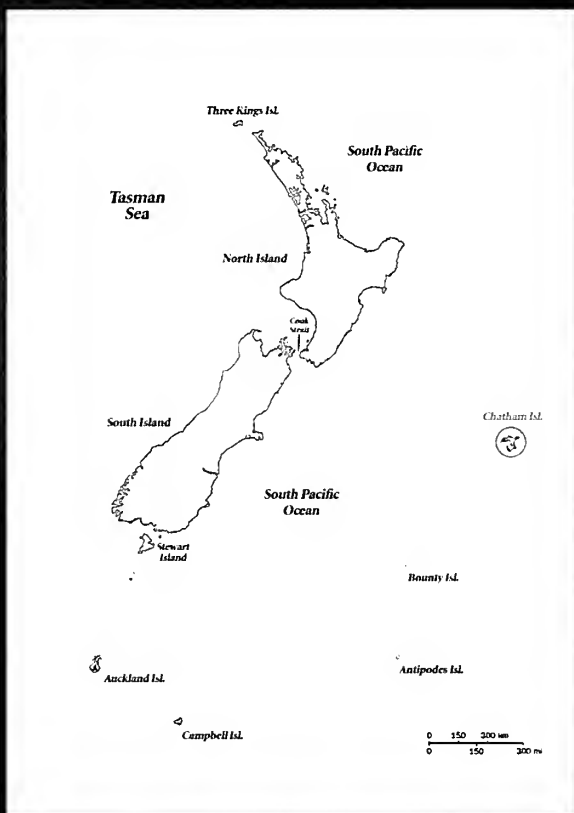 Three Kings Isl.
South Pacific
Ocean
Tasman
Sea
North Island
Cook
Strait
Chatham Isl.
South Island
South Pacific
Ocean
Stewart
Island
Bounty Isl.
Auckland Isl.
Antipodes Isl.
Campbell Isl.
0 150 300 km
0 150 300 mi